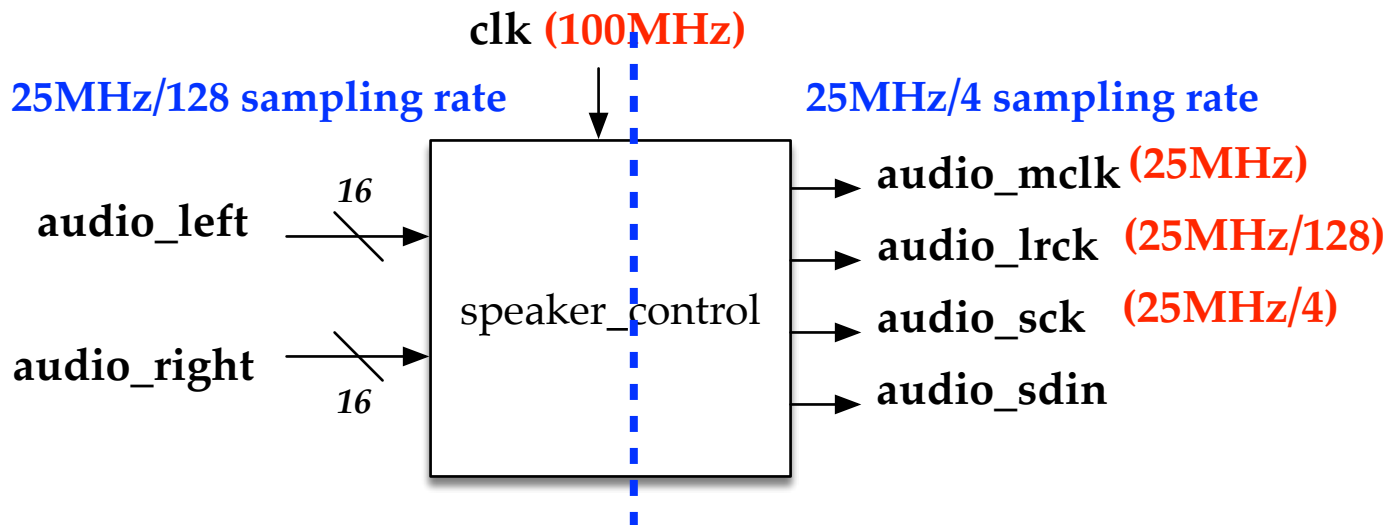 clk (100MHz)
25MHz/128 sampling rate
25MHz/4 sampling rate
16
audio_left
16
audio_right
speaker_control
audio_mclk (25MHz)
audio_lrck (25MHz/128)
audio_sck (25MHz/4)
audio_sdin